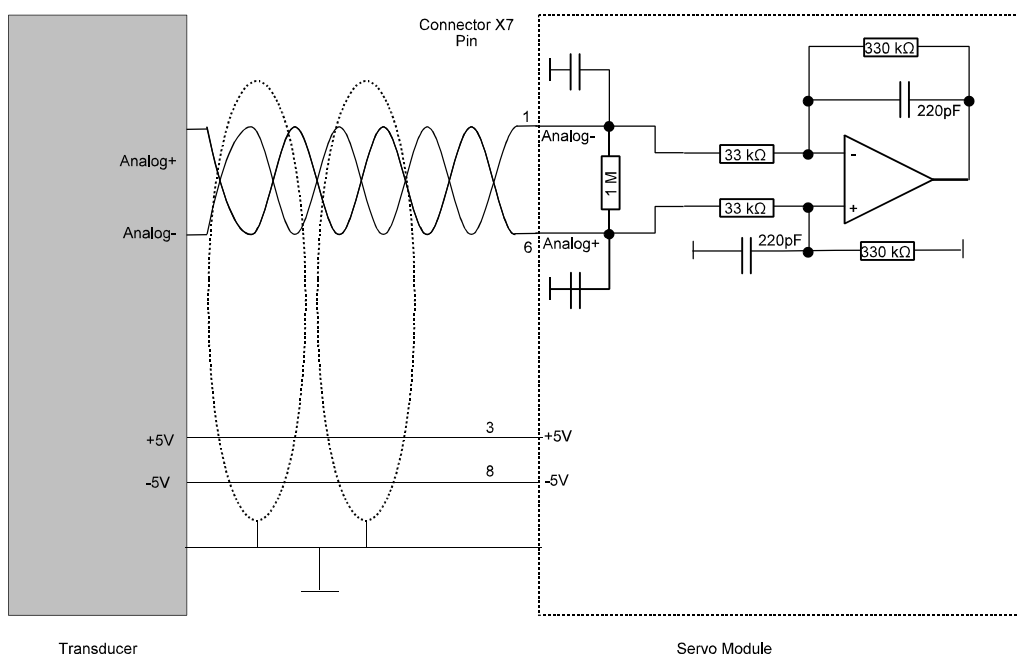 Connector X7
Pin
330 kΩ
220pF
1
Analog-
Analog+
33 kΩ
-
1 M
33 kΩ
+
Analog-
6
Analog+
220pF
330 kΩ
3
+5V
+5V
8
-5V
-5V
Transducer
Servo Module